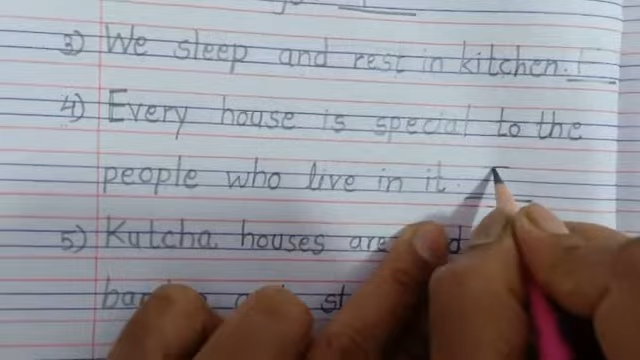 3) We sleep and rest in kitchen. F
4) Every house is special to the
people who live in it.
5) Kutcha houses are